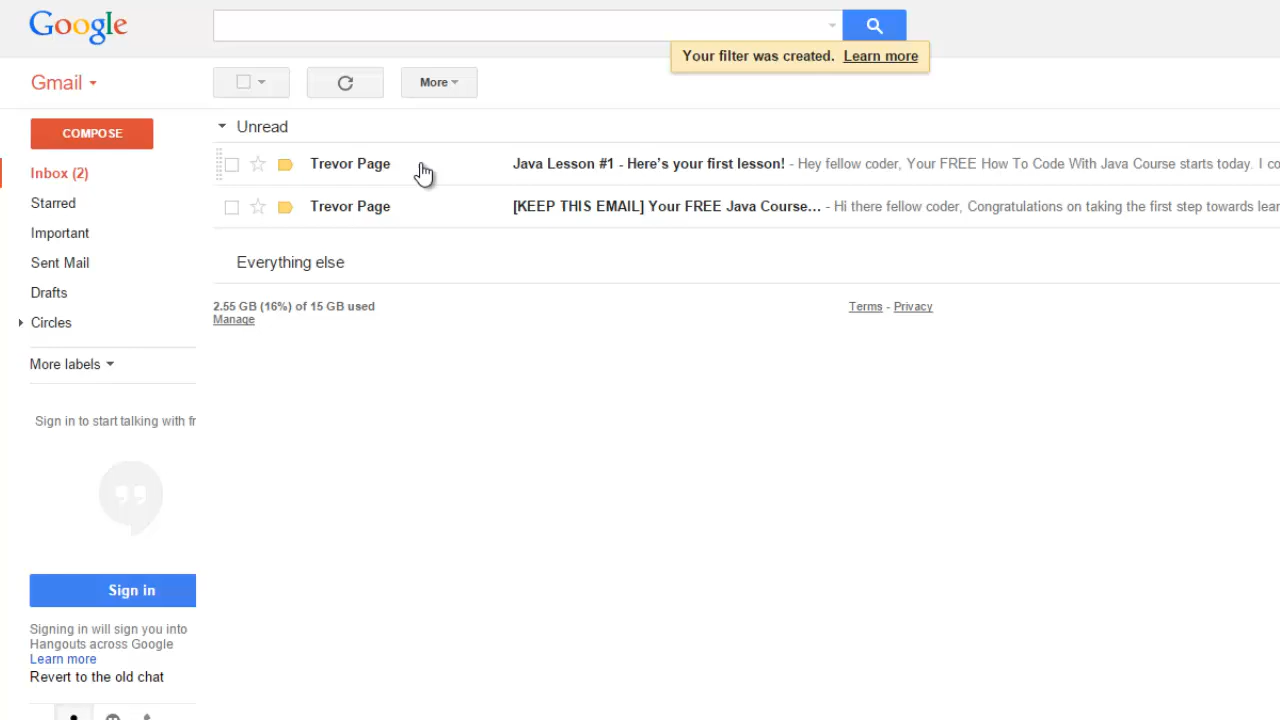 Google
Your filter was created. Learn more
Gmail
More
COMPOSE
Unread
Trevor Page Java Lesson #1 - Here's your first lesson! - Hey fellow coder, Your FREE How To Code With Java Course starts today. I co
Inbox (2)
Starred
Trevor Page [KEEP THIS EMAIL] Your FREE Java Course... - Hi there fellow coder, Congratulations on taking the first step towards lear
Important
Sent Mail
Everything else
Drafts
2.55 GB (16%) of 15 GB used
Manage
Terms - Privacy
Circles
More labels
Sign in to start talking with fr
Sign in
Signing in will sign you into
Hangouts across Google
Learn more
Revert to the old chat